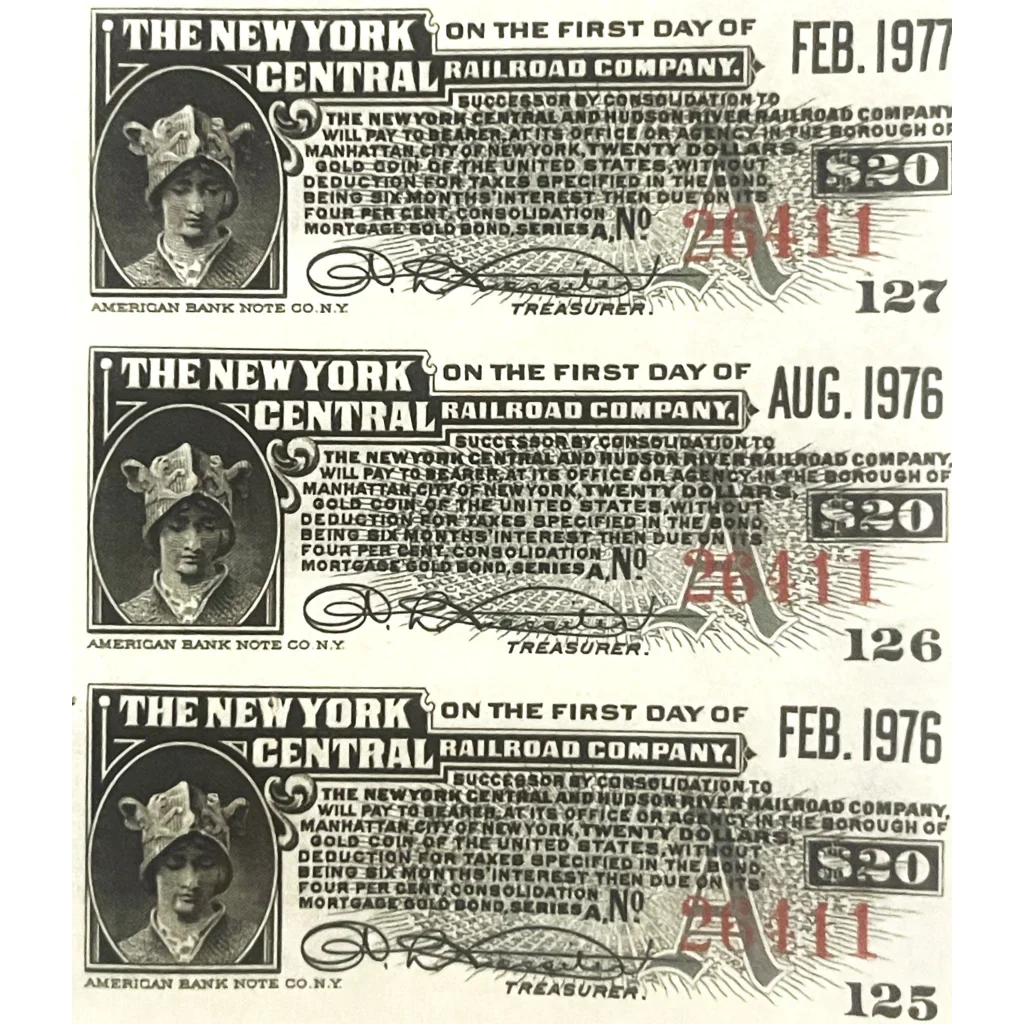 THE NEW YORK CENTRAL RAILROAD COMPANY.
ON THE FIRST DAY OF FEB. 1977
SUCCESSOR BY CONSOLIDATION TO
THE NEW YORK CENTRAL AND HUDSON RIVER RAILROAD COMPANY
WILL PAY TO BEARER, AT ITS OFFICE OR AGENCY IN THE BOROUGH OF
MANHATTAN, CITY OF NEW YORK, TWENTY DOLLARS,
$20
GOLD COIN OF THE UNITED STATES, WITHOUT
DEDUCTION FOR TAXES SPECIFIED IN THE BOND,
BEING SIX MONTHS' INTEREST THEN DUE ON ITS
FOUR PER CENT, CONSOLIDATION
MORTGAGE GOLD BOND, SERIES A, No 26411
A
TREASURER.
127
AMERICAN BANK NOTE CO. N.Y.
THE NEW YORK CENTRAL RAILROAD COMPANY.
ON THE FIRST DAY OF AUG. 1976
SUCCESSOR BY CONSOLIDATION TO
THE NEW YORK CENTRAL AND HUDSON RIVER RAILROAD COMPANY,
WILL PAY TO BEARER, AT ITS OFFICE OR AGENCY IN THE BOROUGH OF
MANHATTAN, CITY OF NEW YORK, TWENTY DOLLARS,
$20
GOLD COIN OF THE UNITED STATES, WITHOUT
DEDUCTION FOR TAXES SPECIFIED IN THE BOND,
BEING SIX MONTHS' INTEREST THEN DUE ON ITS
FOUR PER CENT, CONSOLIDATION
MORTGAGE GOLD BOND, SERIES A, No 26411
A
TREASURER.
126
AMERICAN BANK NOTE CO. N.Y.
THE NEW YORK CENTRAL RAILROAD COMPANY.
ON THE FIRST DAY OF FEB. 1976
SUCCESSOR BY CONSOLIDATION TO
THE NEW YORK CENTRAL AND HUDSON RIVER RAILROAD COMPANY,
WILL PAY TO BEARER, AT ITS OFFICE OR AGENCY IN THE BOROUGH OF
MANHATTAN, CITY OF NEW YORK, TWENTY DOLLARS,
$20
GOLD COIN OF THE UNITED STATES, WITHOUT
DEDUCTION FOR TAXES SPECIFIED IN THE BOND,
BEING SIX MONTHS' INTEREST THEN DUE ON ITS
FOUR PER CENT, CONSOLIDATION
MORTGAGE GOLD BOND, SERIES A, No 26411
A
TREASURER.
125
AMERICAN BANK NOTE CO. N.Y.